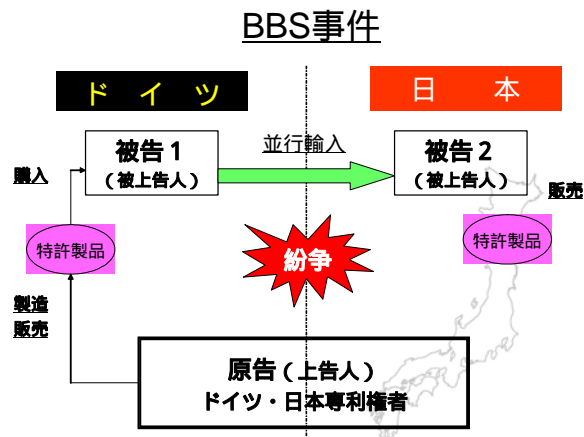 BBS事件
ド イ ツ
日 本
被告１
（被上告人）
並行輸入
被告２
（被上告人）
購入
販売
特許製品
特許製品
紛争
製造
販売
原告（上告人）
ドイツ・日本専利権者